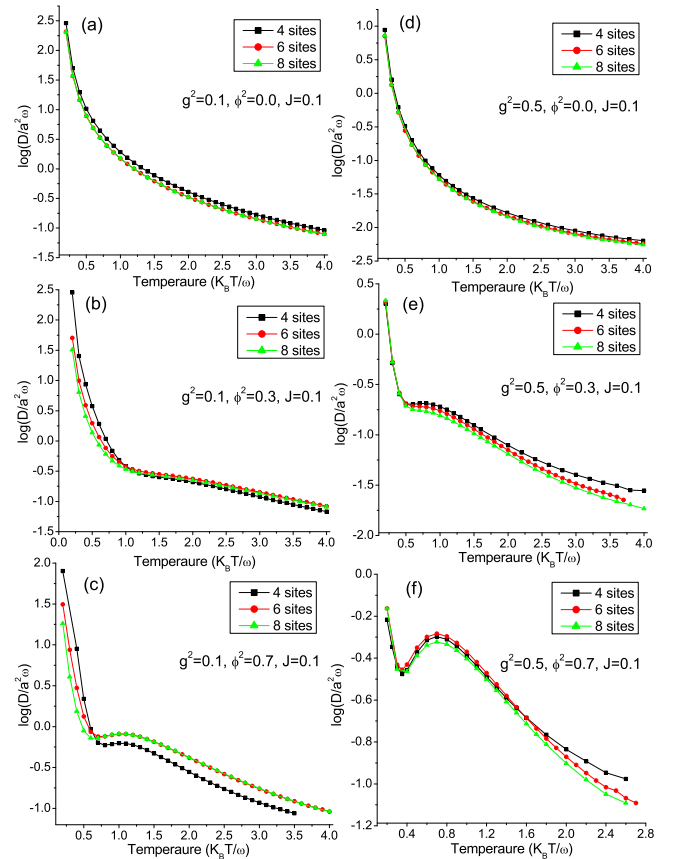 (a)
4 sites
6 sites
8 sites
g²=0.1, ϕ²=0.0, J=0.1
log(D/a²ω)
2.5
2.0
1.5
1.0
0.5
0.0
-0.5
-1.0
-1.5
0.5 1.0 1.5 2.0 2.5 3.0 3.5 4.0
Temperaure (K_BT/ω)
(d)
4 sites
6 sites
8 sites
g²=0.5, ϕ²=0.0, J=0.1
log(D/a²ω)
1.0
0.5
0.0
-0.5
-1.0
-1.5
-2.0
-2.5
0.5 1.0 1.5 2.0 2.5 3.0 3.5 4.0
Temperaure (K_BT/ω)
(b)
4 sites
6 sites
8 sites
g²=0.1, ϕ²=0.3, J=0.1
log(D/a²ω)
2.5
2.0
1.5
1.0
0.5
0.0
-0.5
-1.0
-1.5
0.0 0.5 1.0 1.5 2.0 2.5 3.0 3.5 4.0
Temperaure (K_BT/ω)
(e)
4 sites
6 sites
8 sites
g²=0.5, ϕ²=0.3, J=0.1
log(D/a²ω)
0.5
0.0
-0.5
-1.0
-1.5
-2.0
0.5 1.0 1.5 2.0 2.5 3.0 3.5 4.0
Temperaure (K_BT/ω)
(c)
4 sites
6 sites
8 sites
g²=0.1, ϕ²=0.7, J=0.1
log(D/a²ω)
2.0
1.5
1.0
0.5
0.0
-0.5
-1.0
0.5 1.0 1.5 2.0 2.5 3.0 3.5 4.0
Temperaure (K_BT/ω)
(f)
4 sites
6 sites
8 sites
g²=0.5, ϕ²=0.7, J=0.1
log(D/a²ω)
0.0
-0.2
-0.4
-0.6
-0.8
-1.0
-1.2
0.4 0.8 1.2 1.6 2.0 2.4 2.8
Temperaure (K_BT/ω)